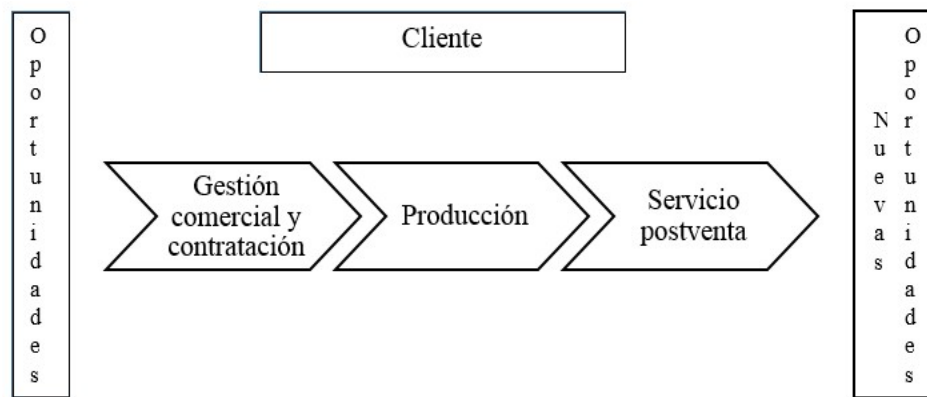 Oportunidades
Cliente
Gestión
comercial y
contratación
Producción
Servicio
postventa
Nuevas
Oportunidades